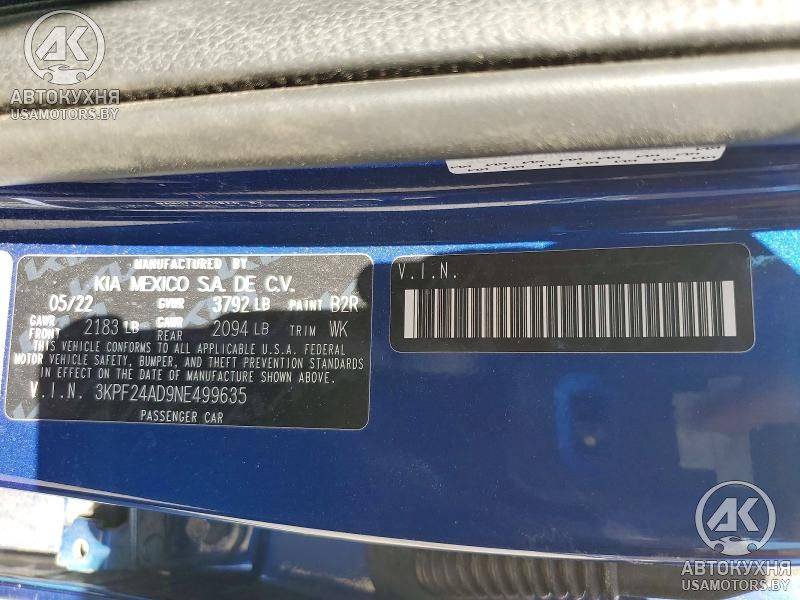 AK
АВТОКУХНЯ
USAMOTORS.BY
MANUFACTURED BY
KIA MEXICO S.A. DE C.V.
05/22 GVWR 3792 LB PAINT B2R
GAWR FRONT 2183 LB GAWR REAR 2094 LB TRIM WK
THIS VEHICLE CONFORMS TO ALL APPLICABLE U.S.A. FEDERAL
MOTOR VEHICLE SAFETY, BUMPER, AND THEFT PREVENTION STANDARDS
IN EFFECT ON THE DATE OF MANUFACTURE SHOWN ABOVE.
V.I.N. 3KPF24AD9NE499635
PASSENGER CAR
V.I.N.
AK
АВТОКУХНЯ
USAMOTORS.BY